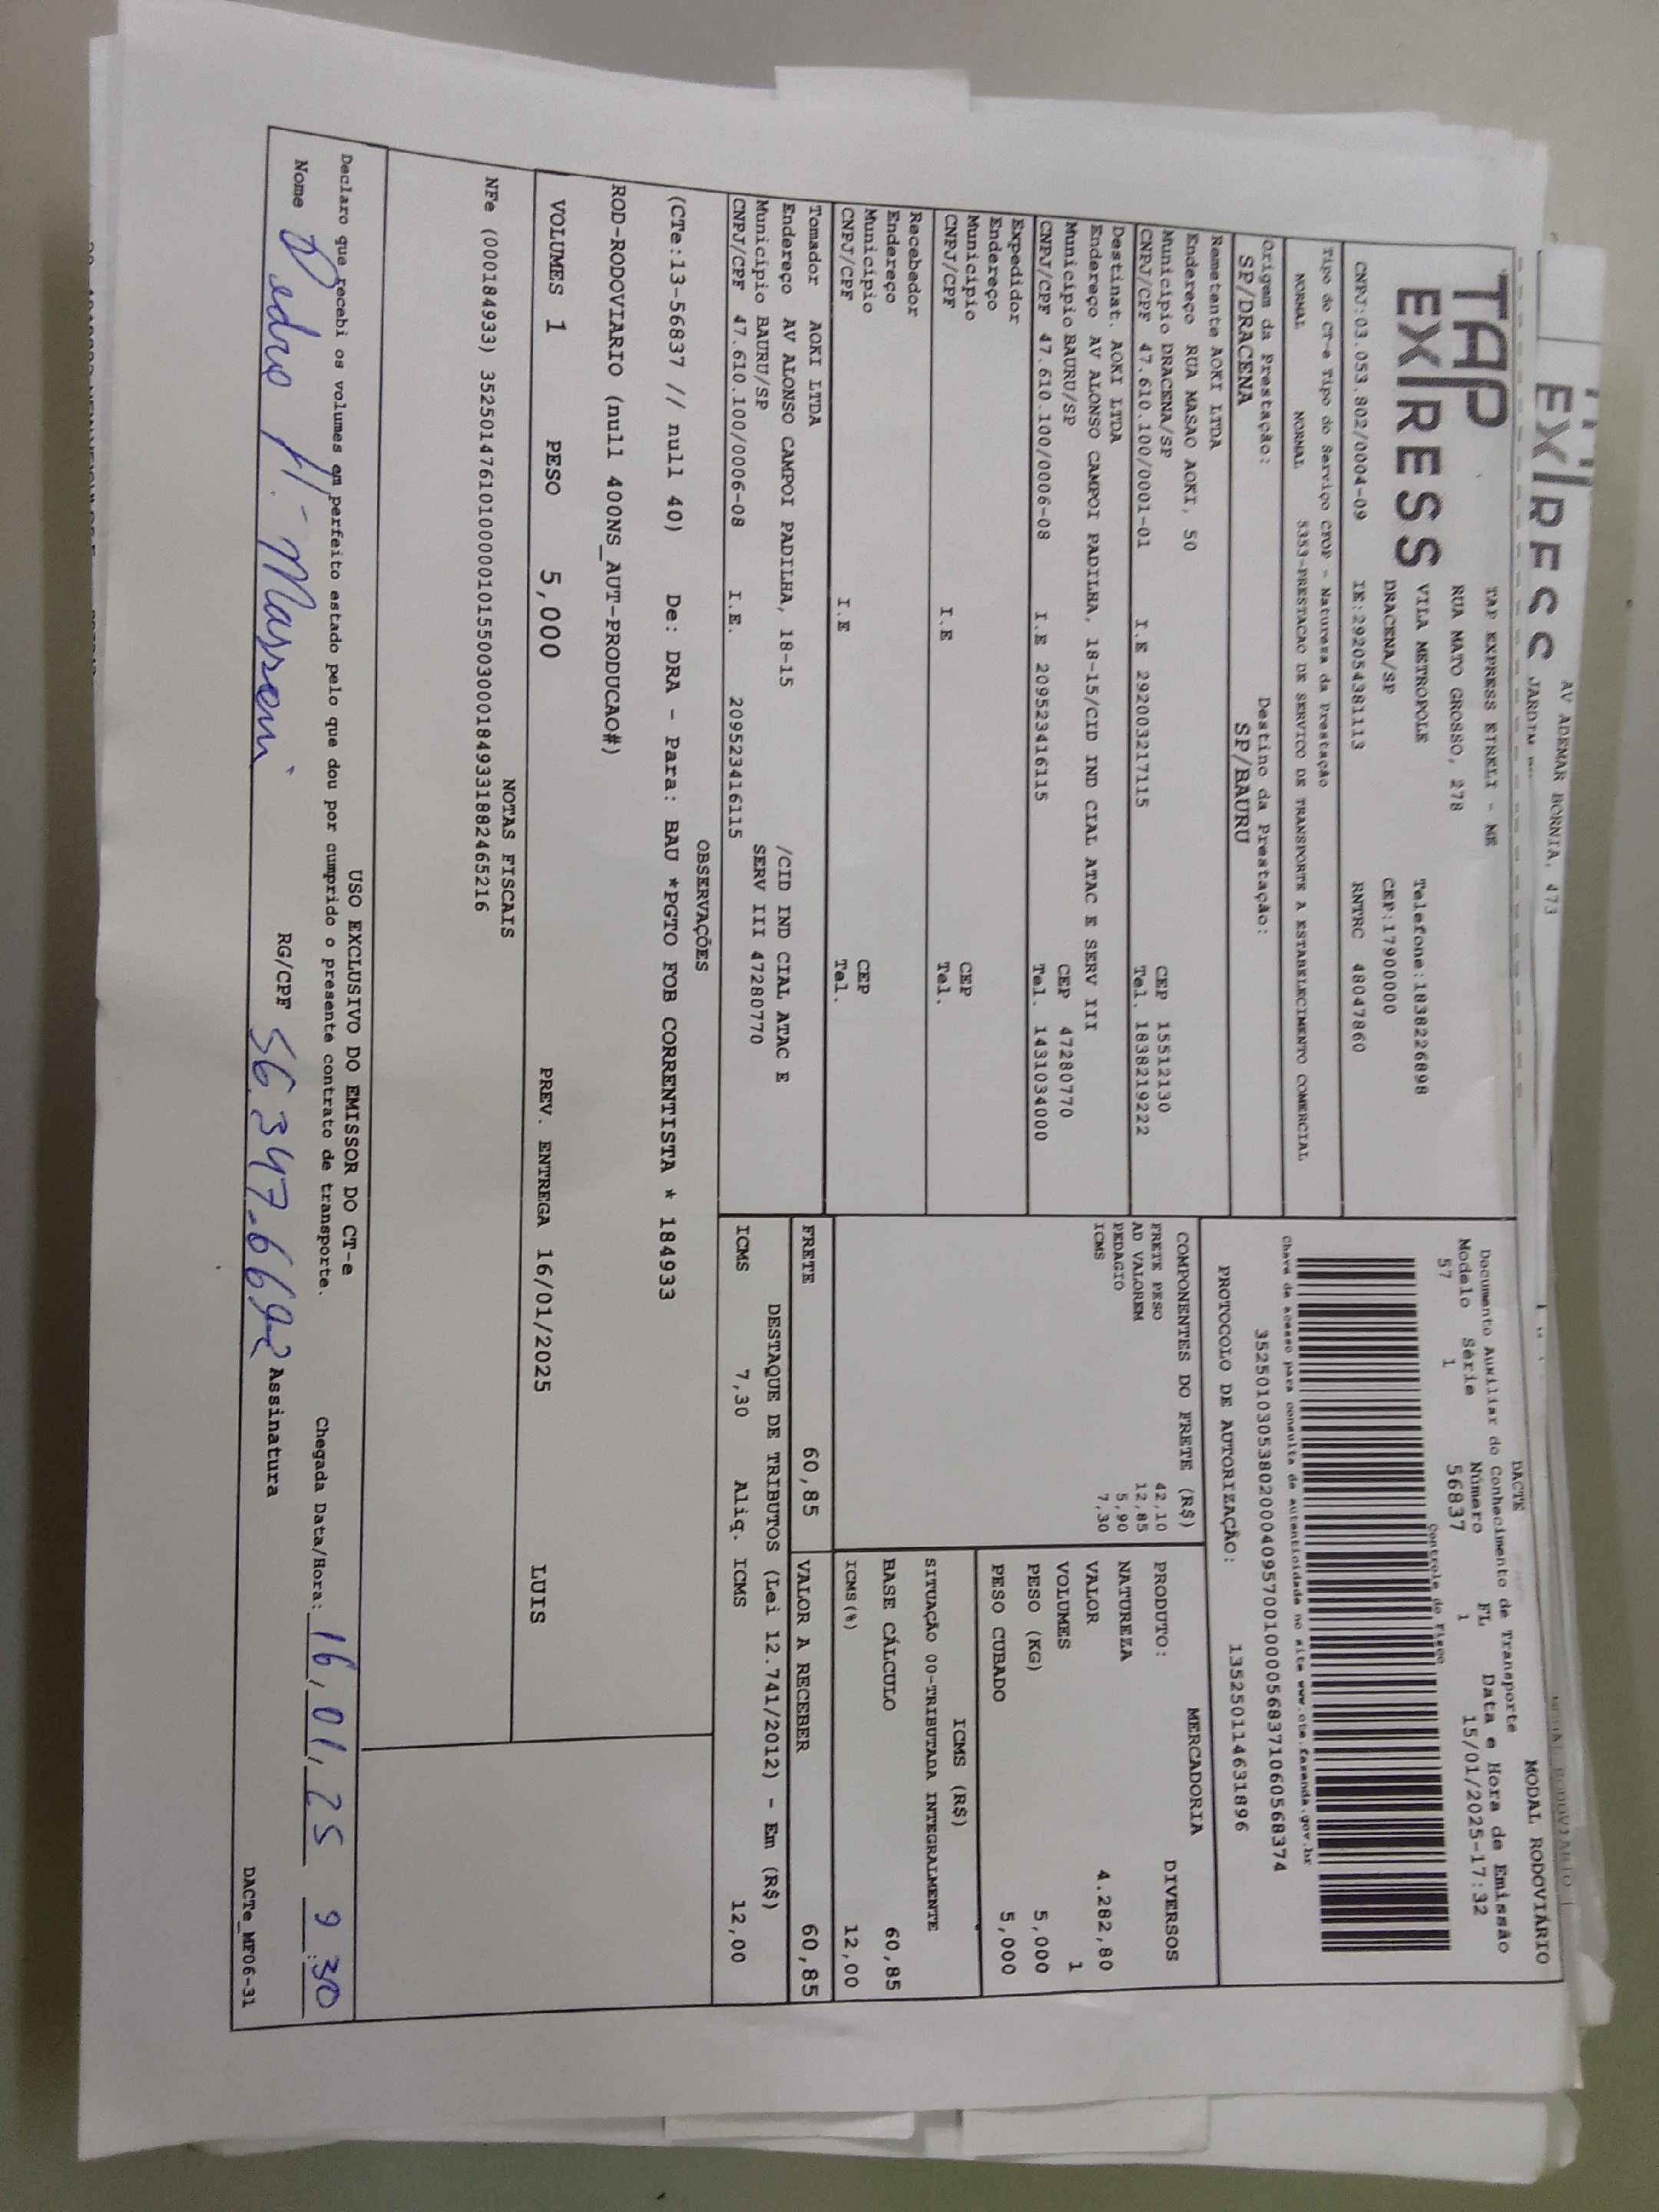 EXPRESS
AV ADEMAR BORNIA, 473
JARDIM
TAP
EXPRESS
TAP EXPRESS EIRELI - ME
RUA MATO GROSSO, 278
VILA METROPOLE
Telefone:1838226898
DRACENA/SP
CEP:17900000
CNPJ:03.053.802/0004-09
IE:292054381113
RNTRC 48047860
MODAL RODOVIÁRIO
DACTE
Documento Auxiliar do Conhecimento de Transporte
Modelo Série Número FL Data e Hora de Emissão
57 1 56837 1 15/01/2025-17:32
Controle do Fisco
Chave de acesso para consulta de autenticidade no site www.cte.fazenda.gov.br
35250103053802000409570010000568371060568374
PROTOCOLO DE AUTORIZAÇÃO: 135250114631896
Tipo do CT-e Tipo do Serviço CFOP - Natureza da Prestação
NORMAL NORMAL 5353-PRESTACAO DE SERVICO DE TRANSPORTE A ESTABELECIMENTO COMERCIAL
Origem da Prestação: Destino da Prestação:
SP/DRACENA SP/BAURU
Remetente AOKI LTDA
Endereço RUA MASAO AOKI, 50
Município DRACENA/SP CEP 15512130
CNPJ/CPF 47.610.100/0001-01 I.E 292003217115 Tel. 1838219222
Destinat. AOKI LTDA
Endereço AV ALONSO CAMPOI PADILHA, 18-15/CID IND CIAL ATAC E SERV III
Município BAURU/SP CEP 47280770
CNPJ/CPF 47.610.100/0006-08 I.E 209523416115 Tel. 1431034000
Expedidor
Endereço
Município CEP
CNPJ/CPF I.E Tel.
Recebedor
Endereço
Município CEP
CNPJ/CPF I.E Tel.
Tomador AOKI LTDA
Endereço AV ALONSO CAMPOI PADILHA, 18-15 /CID IND CIAL ATAC E
Município BAURU/SP SERV III 47280770
CNPJ/CPF 47.610.100/0006-08 I.E. 209523416115
COMPONENTES DO FRETE (R$)
FRETE PESO 42,10
AD VALOREM 12,85
PEDAGIO 5,90
ICMS 7,30
MERCADORIA
PRODUTO: DIVERSOS
NATUREZA
VALOR 4.282,80
VOLUMES 1
PESO (KG) 5,000
PESO CUBADO 5,000
ICMS (R$)
SITUAÇÃO 00-TRIBUTADA INTEGRALMENTE
BASE CÁLCULO 60,85
ICMS(%) 12,00
FRETE 60,85
VALOR A RECEBER 60,85
DESTAQUE DE TRIBUTOS (Lei 12.741/2012) - Em (R$)
ICMS 7,30 Aliq. ICMS 12,00
OBSERVAÇÕES
(CTe:13-56837 // null 40) De: DRA - Para: BAU *PGTO FOB CORRENTISTA * 184933
ROD-RODOVIARIO (null 400NS_AUT-PRODUCAO#)
VOLUMES 1 PESO 5,000 PREV. ENTREGA 16/01/2025 LUIS
NOTAS FISCAIS
NFe (000184933) 35250147610100000101550030001849331882465216
USO EXCLUSIVO DO EMISSOR DO CT-e
Declaro que recebi os volumes em perfeito estado pelo que dou por cumprido o presente contrato de transporte. Chegada Data/Hora: 16/01/25 9:30
Nome Pedro H. Masseni RG/CPF 56.347.669-2 Assinatura
DACTe_MF06-31